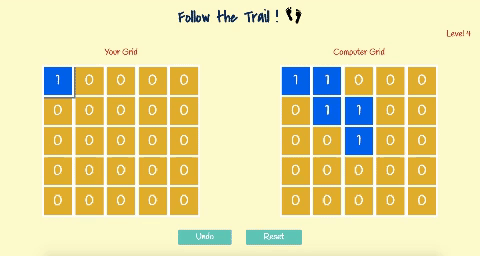 Follow the Trail !
Level 4
Your Grid Computer Grid
1 0 0 0 0 1 1 0 0 0
0 0 0 0 0 0 1 1 0 0
0 0 0 0 0 0 0 1 0 0
0 0 0 0 0 0 0 0 0 0
0 0 0 0 0 0 0 0 0 0
Undo Reset